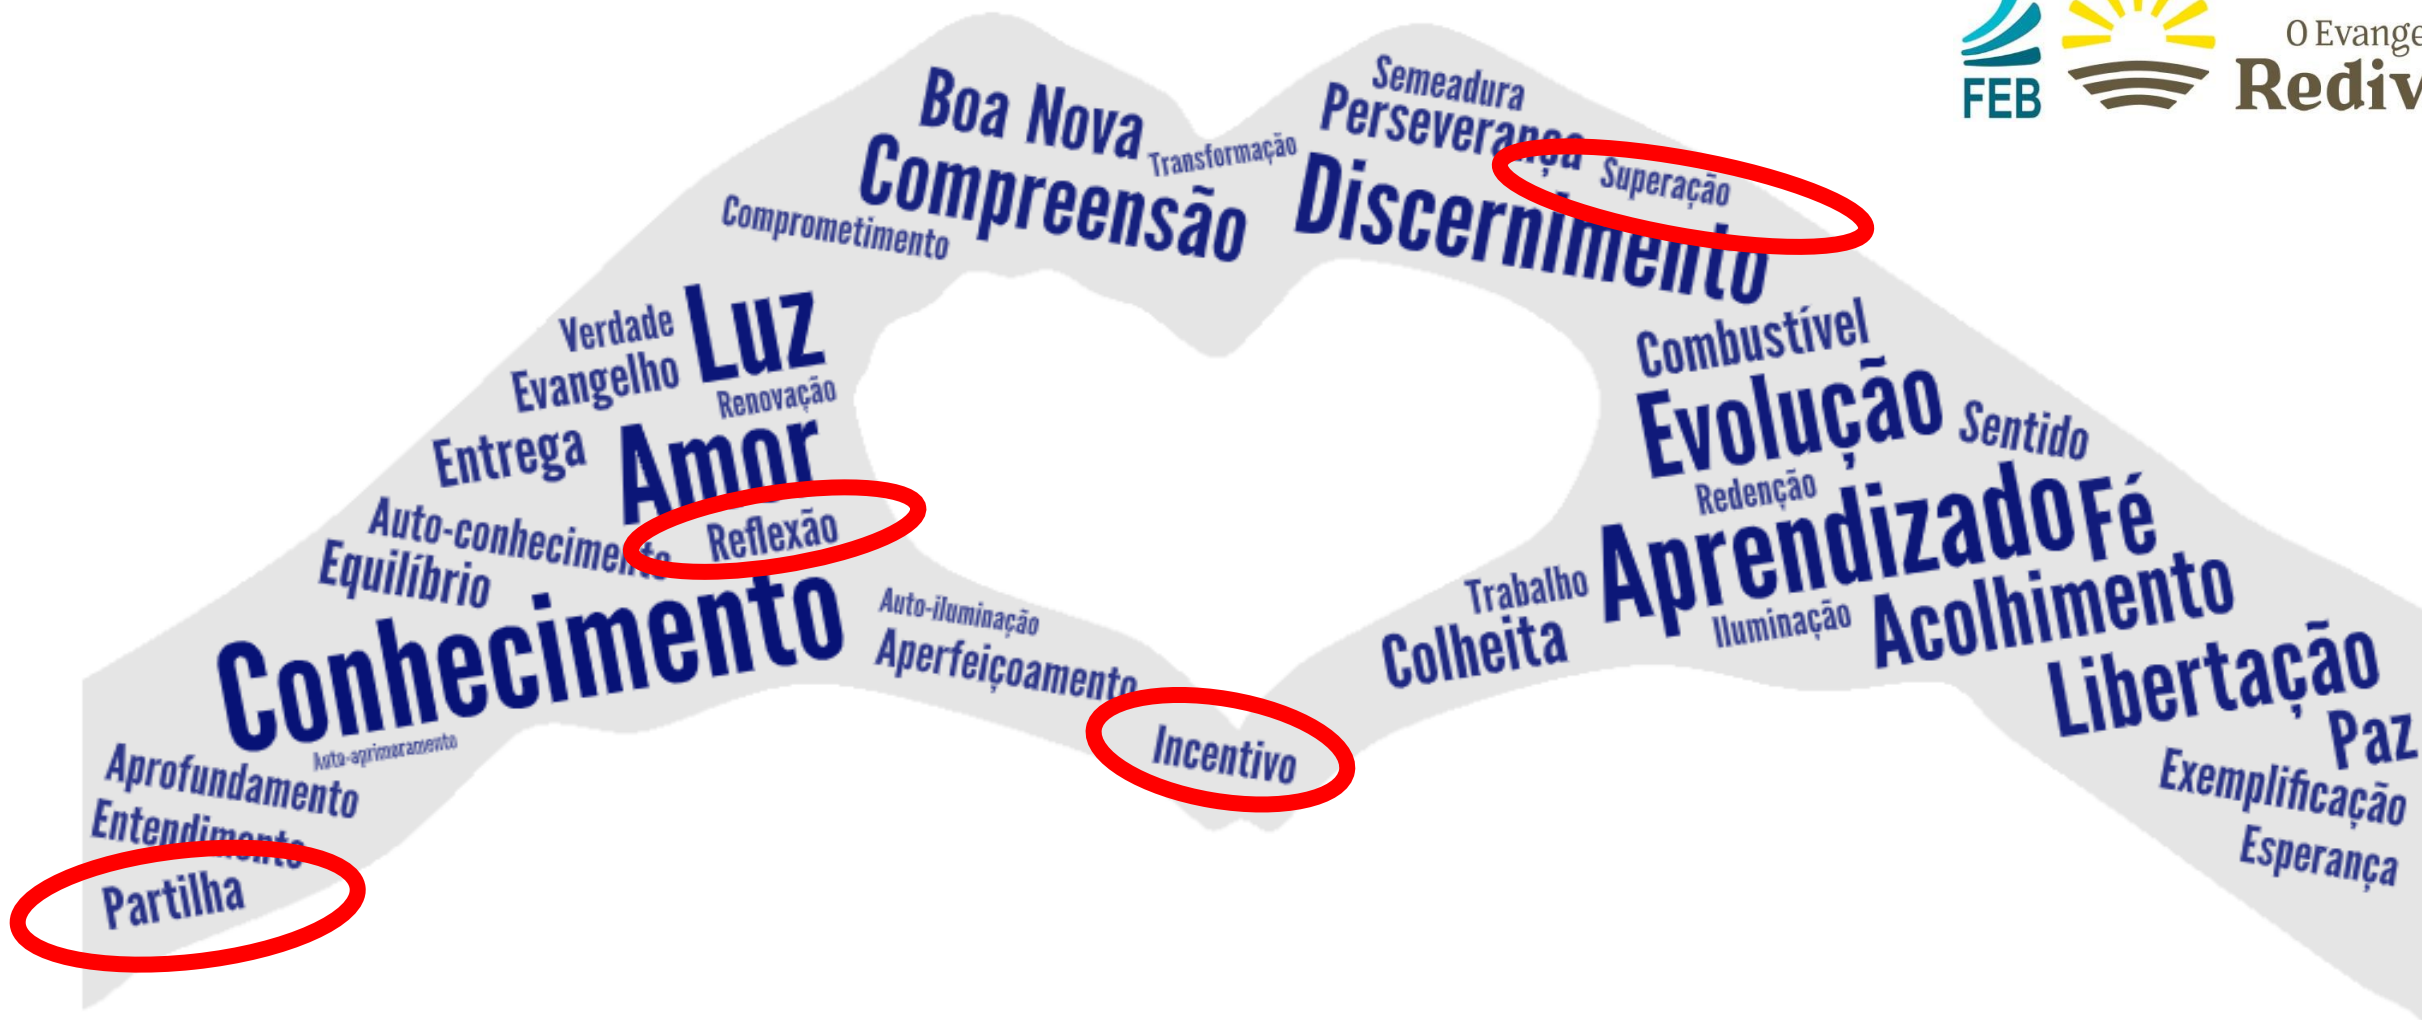 FEB
O Evange
Rediv
Semeadura
Boa Nova
Perseverança
Transformação
Superação
Compreensão
Discernimento
Comprometimento
Luz
Verdade
Evangelho
Renovação
Combustível
Evolução
Sentido
Entrega
Amor
Redenção
Auto-conhecimento
Reflexão
Aprendizado
Fé
Equilíbrio
Trabalho
Acolhimento
Conhecimento
Auto-iluminação
Iluminação
Colheita
Aperfeiçoamento
Libertação
Paz
Auto-aprimoramento
Incentivo
Aprofundamento
Exemplificação
Entendimento
Esperança
Partilha